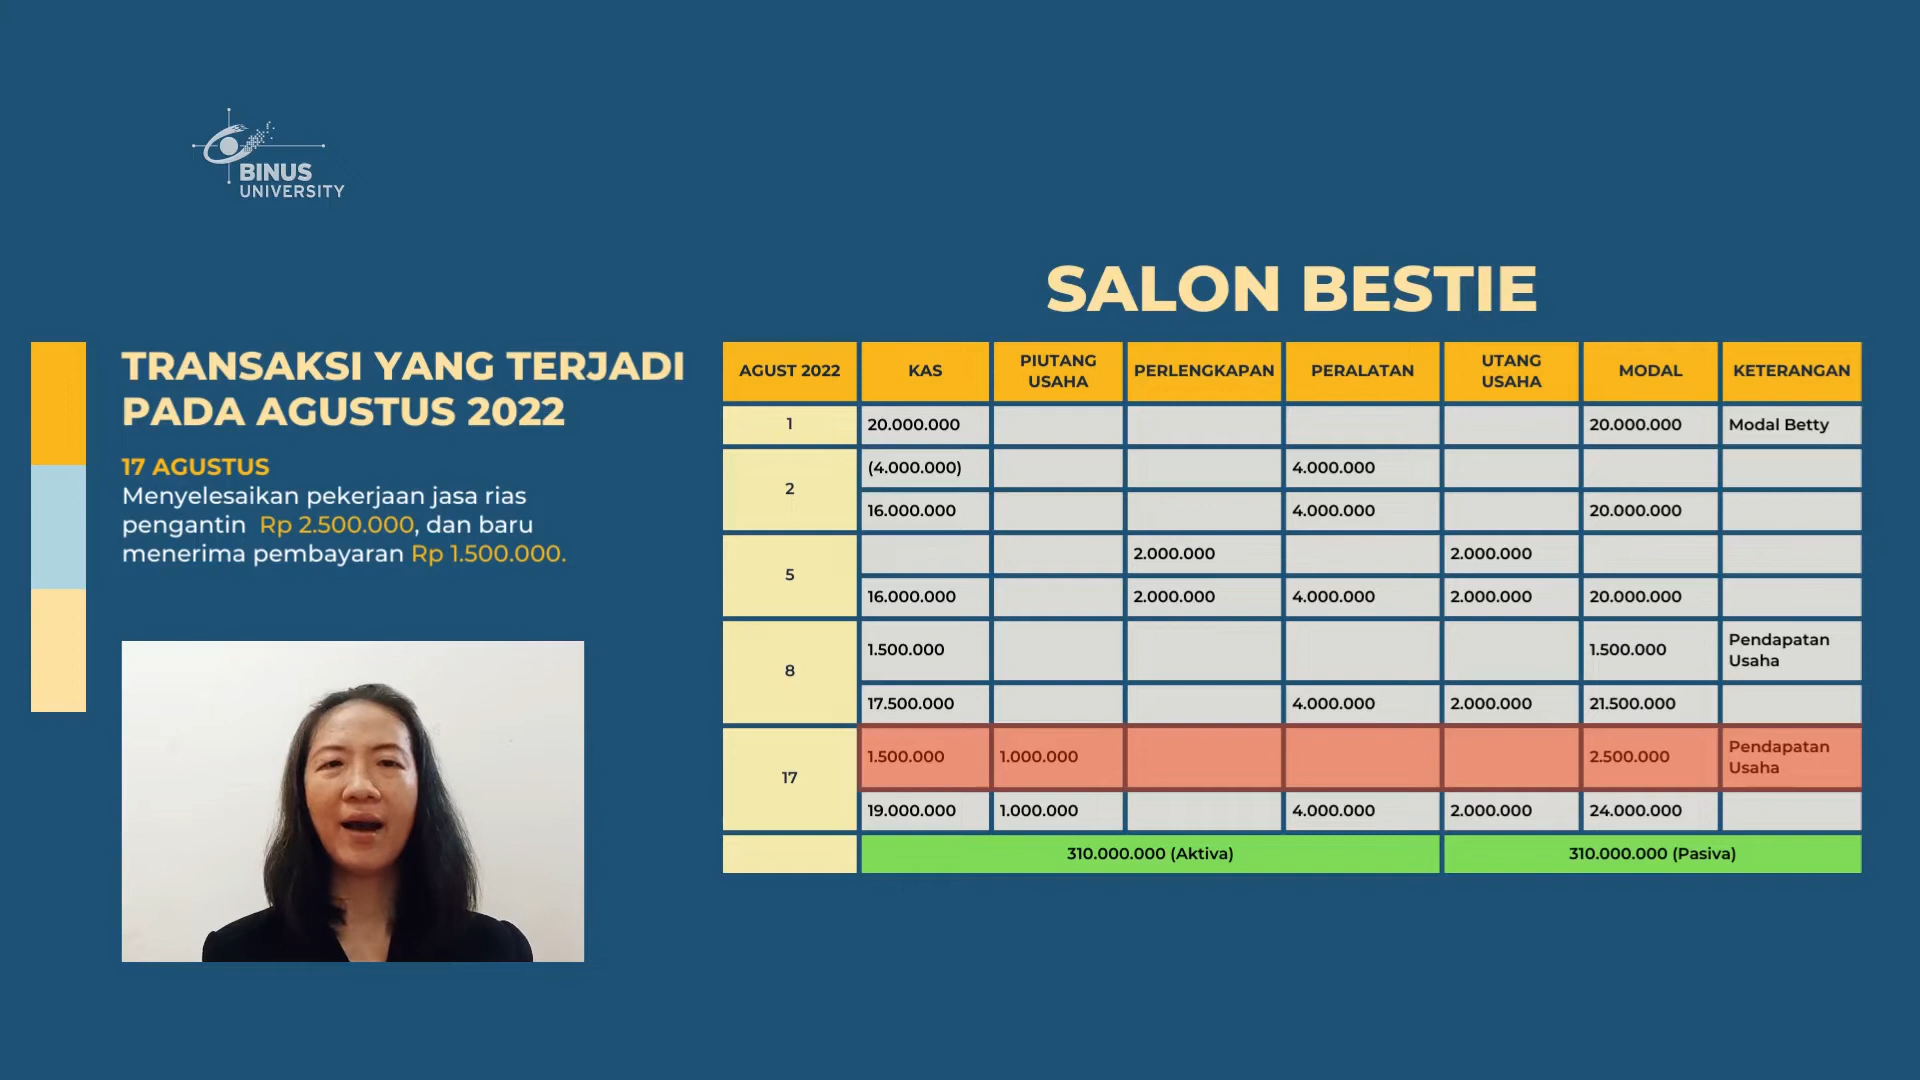 BINUS
UNIVERSITY
SALON BESTIE
TRANSAKSI YANG TERJADI
PADA AGUSTUS 2022
17 AGUSTUS
Menyelesaikan pekerjaan jasa rias
pengantin Rp 2.500.000, dan baru
menerima pembayaran Rp 1.500.000.
AGUST 2022 KAS PIUTANG USAHA PERLENGKAPAN PERALATAN UTANG USAHA MODAL KETERANGAN
1 20.000.000 20.000.000 Modal Betty
2 (4.000.000) 4.000.000
16.000.000 4.000.000 20.000.000
5 2.000.000 2.000.000
16.000.000 2.000.000 4.000.000 2.000.000 20.000.000
8 1.500.000 1.500.000 Pendapatan Usaha
17.500.000 4.000.000 2.000.000 21.500.000
17 1.500.000 1.000.000 2.500.000 Pendapatan Usaha
19.000.000 1.000.000 4.000.000 2.000.000 24.000.000
310.000.000 (Aktiva) 310.000.000 (Pasiva)